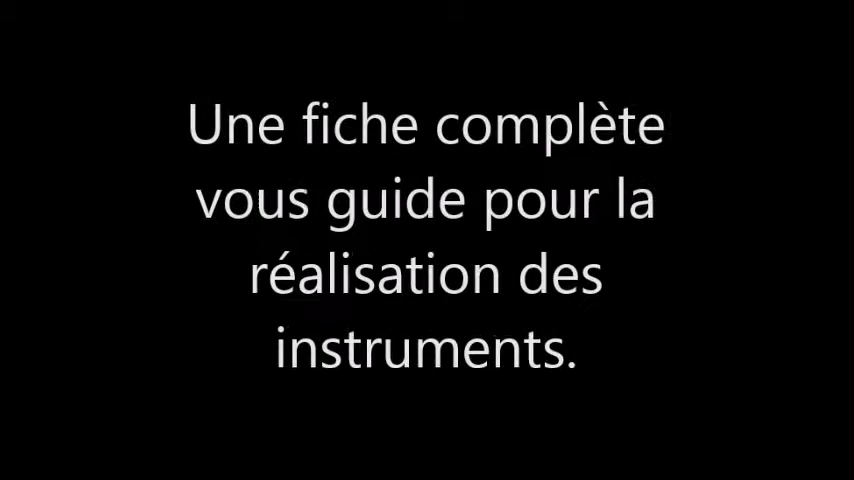 Une fiche complète
vous guide pour la
réalisation des
instruments.